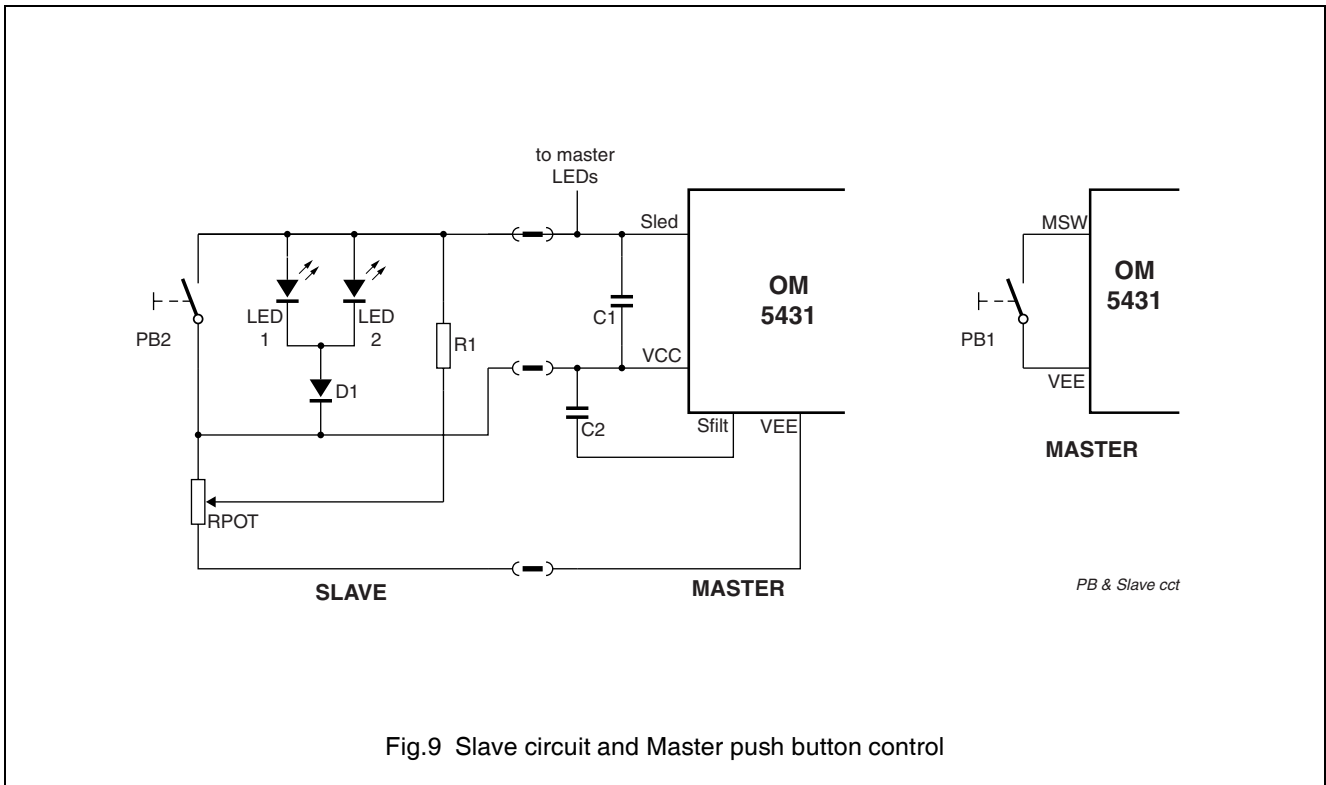 to master
LEDs
Sled
MSW
OM
5431
OM
5431
LED
1
LED
2
C1
PB2
R1
PB1
VCC
VEE
D1
C2
Sfilt
VEE
MASTER
RPOT
SLAVE
MASTER
PB & Slave cct
Fig.9 Slave circuit and Master push button control